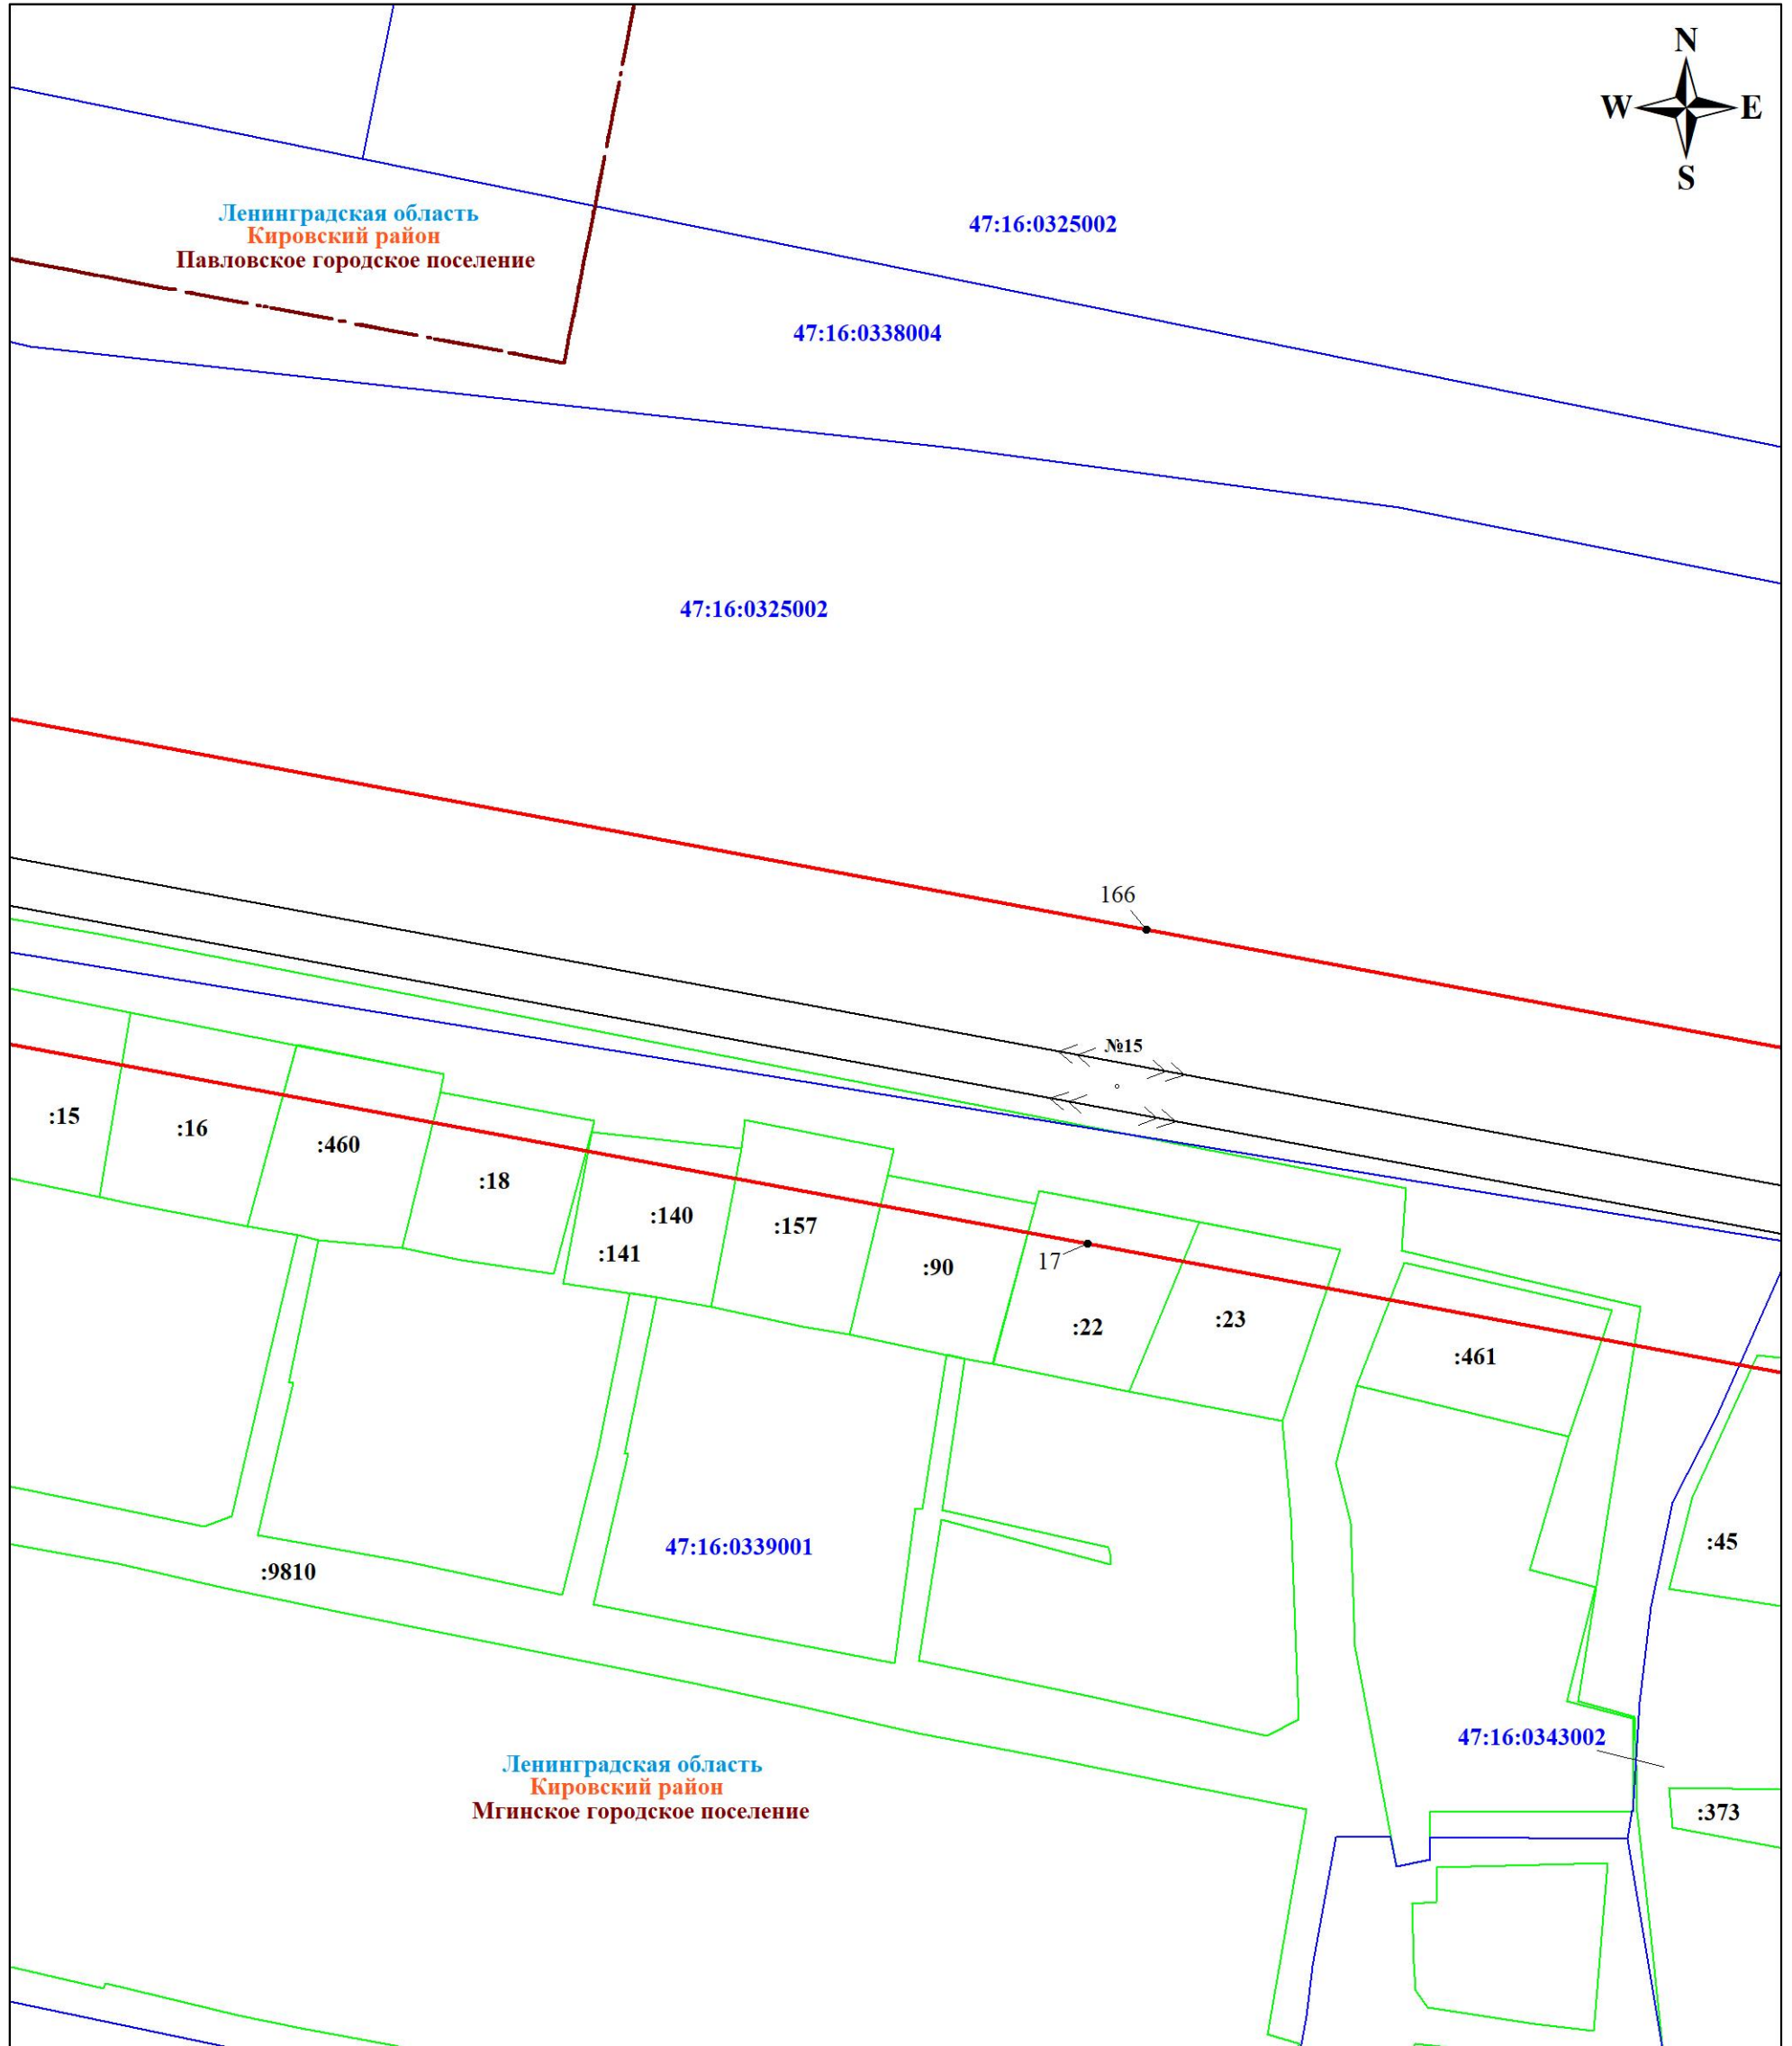 N
W E
S
Ленинградская область
Кировский район
Павловское городское поселение
47:16:0325002
47:16:0338004
47:16:0325002
166
№15
:15
:16
:460
:18
:140
:141
:157
:90
17
:22
:23
:461
:45
47:16:0339001
:9810
47:16:0343002
Ленинградская область
Кировский район
Мгинское городское поселение
:373